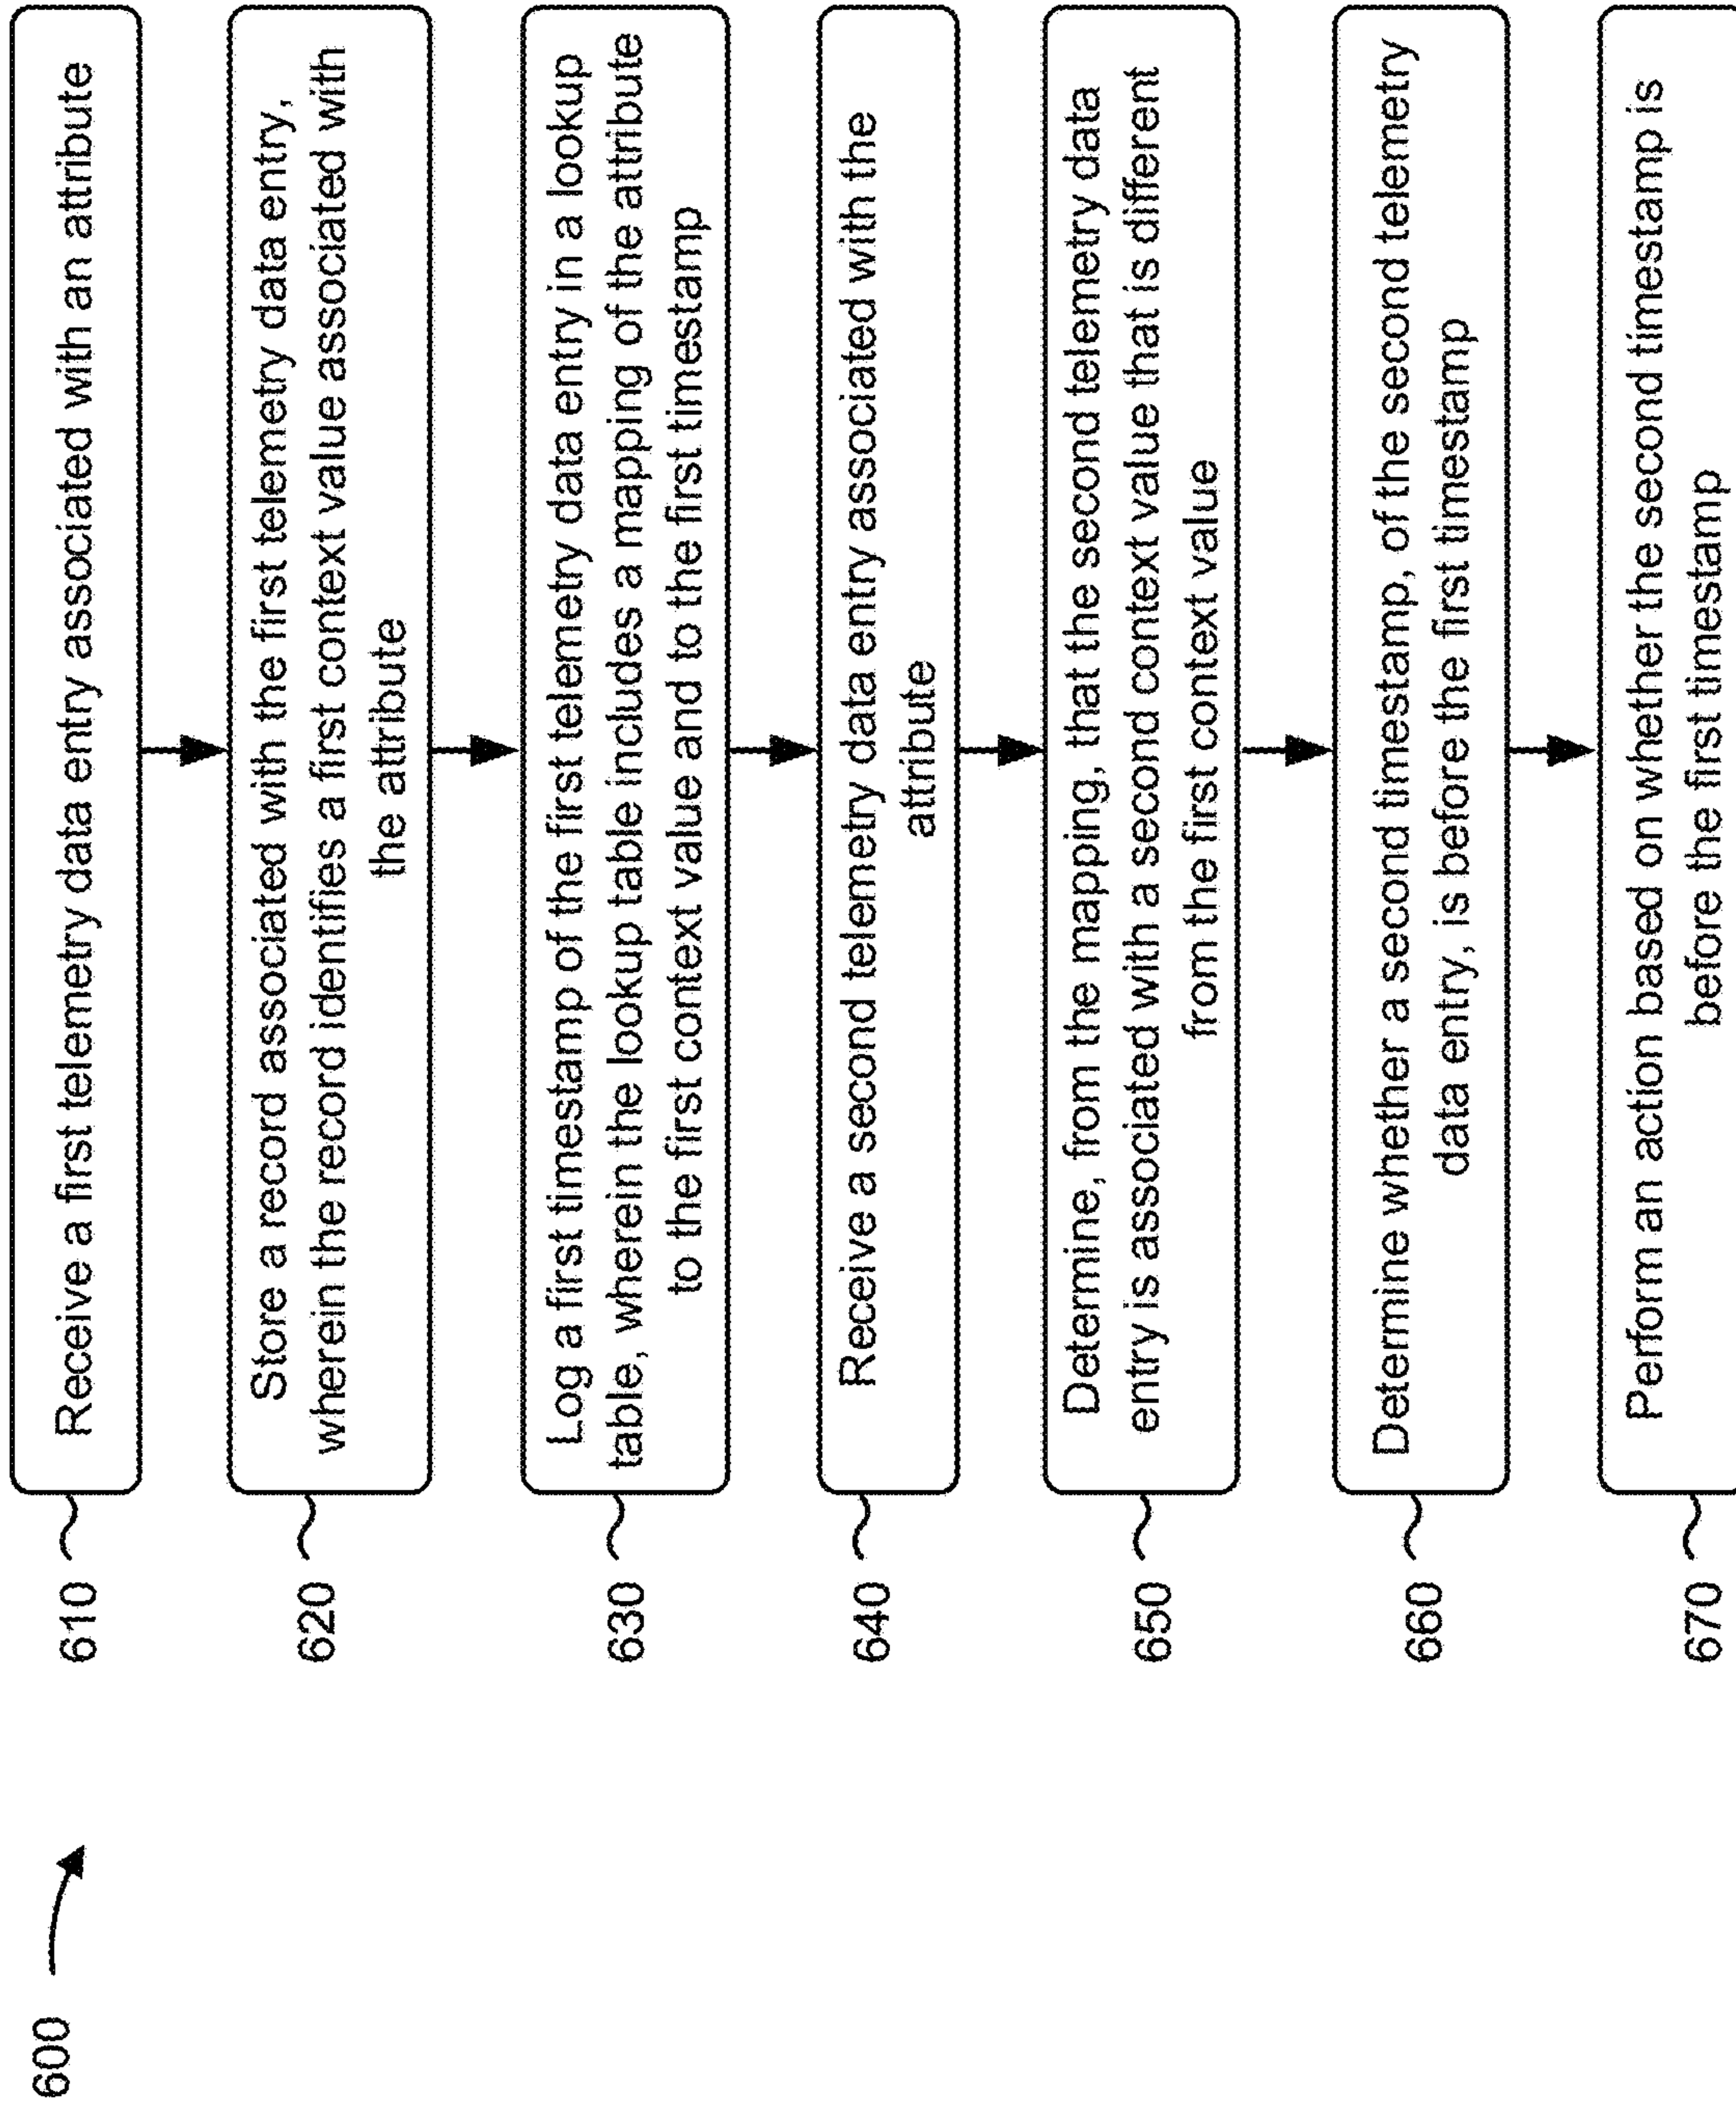 600
610
Receive a first telemetry data entry associated with an attribute
620
Store a record associated with the first telemetry data entry,
wherein the record identifies a first context value associated with
the attribute
630
Log a first timestamp of the first telemetry data entry in a lookup
table, wherein the lookup table includes a mapping of the attribute
to the first context value and to the first timestamp
640
Receive a second telemetry data entry associated with the
attribute
650
Determine, from the mapping, that the second telemetry data
entry is associated with a second context value that is different
from the first context value
660
Determine whether a second timestamp, of the second telemetry
data entry, is before the first timestamp
670
Perform an action based on whether the second timestamp is
before the first timestamp